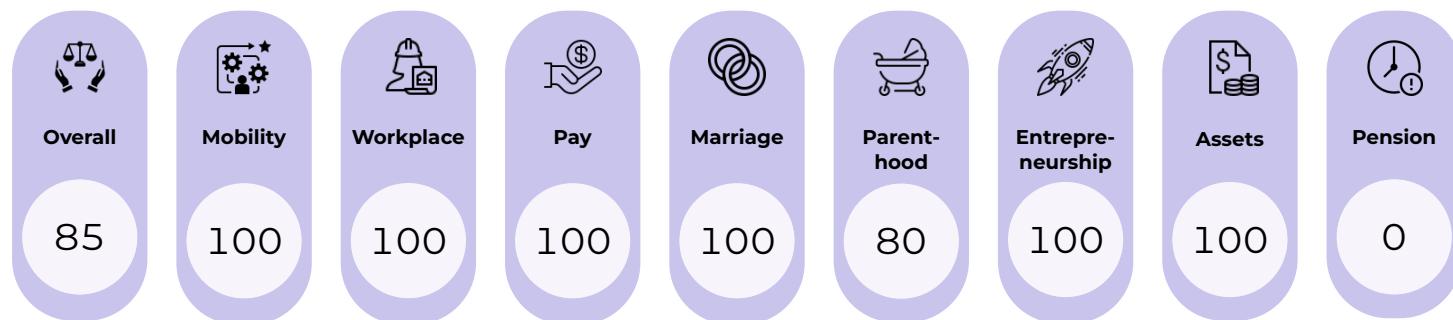 Overall
85
Mobility
100
Workplace
100
$
Pay
100
Marriage
100
Parent-
hood
80
Entrepre-
neurship
100
$
Assets
100
!
Pension
0